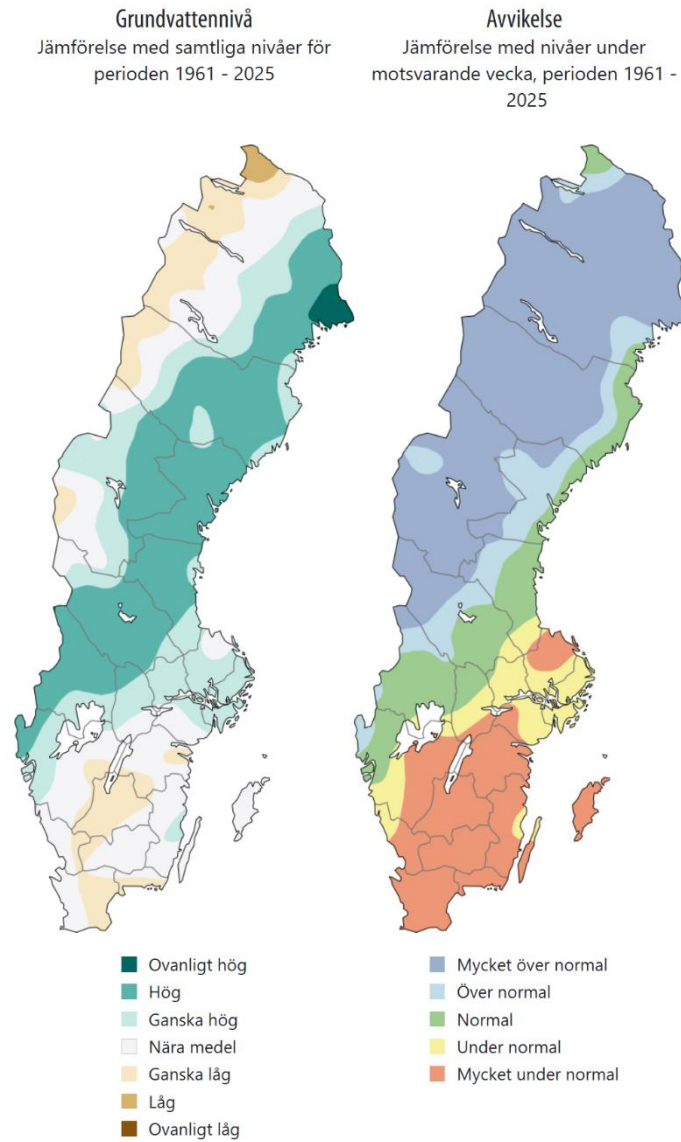 Grundvattennivå
Jämförelse med samtliga nivåer för
perioden 1961 - 2025
Avvikelse
Jämförelse med nivåer under
motsvarande vecka, perioden 1961 -
2025
Ovanligt hög
Hög
Ganska hög
Nära medel
Ganska låg
Låg
Ovanligt låg
Mycket över normal
Över normal
Normal
Under normal
Mycket under normal